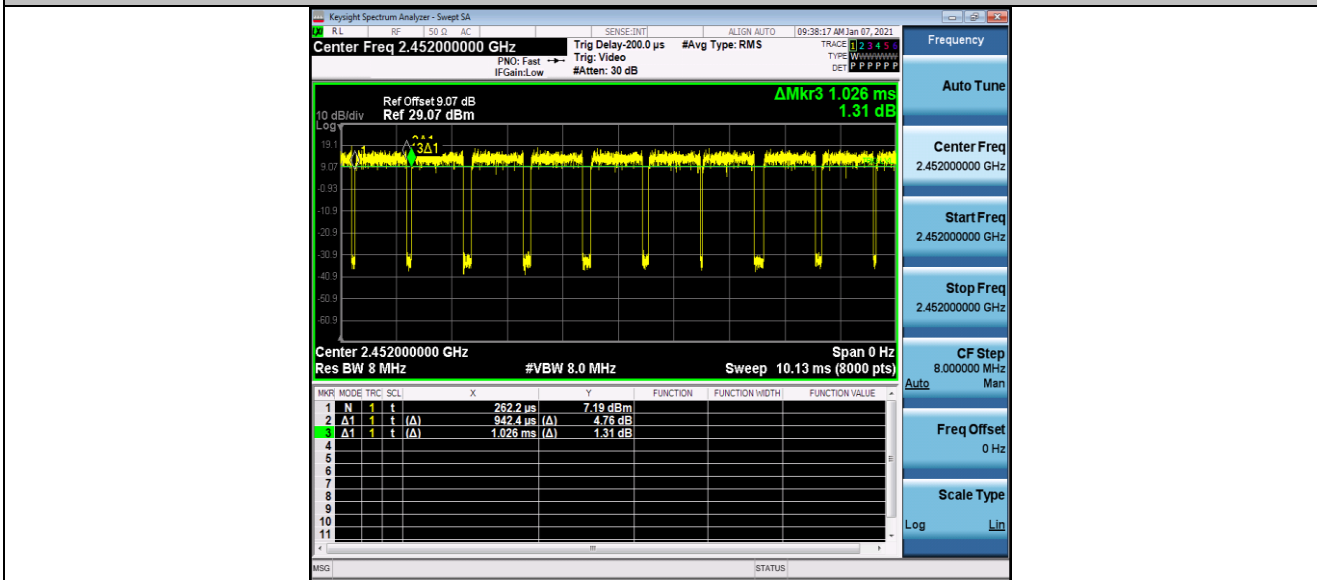 Keysight Spectrum Analyzer - Swept SA
RL RF 50 Ω AC SENSE:INT ALIGN AUTO 09:38:17 AM Jan 07, 2021
Center Freq 2.452000000 GHz
PNO: Fast
IFGain:Low
Trig Delay-200.0 µs
Trig: Video
#Atten: 30 dB
#Avg Type: RMS
TRACE 1 2 3 4 5 6
TYPE WWWWWW
DET P P P P P P
Ref Offset 9.07 dB
10 dB/div Ref 29.07 dBm
Log
ΔMkr3 1.026 ms
1.31 dB
19.1
9.07
-0.93
-10.9
-20.9
-30.9
-40.9
-50.9
-60.9
1
2Δ1
3Δ1
Center 2.452000000 GHz Span 0 Hz
Res BW 8 MHz #VBW 8.0 MHz Sweep 10.13 ms (8000 pts)
MKR MODE TRC SCL X Y FUNCTION FUNCTION WIDTH FUNCTION VALUE
1 N 1 t 262.2 µs 7.19 dBm
2 Δ1 1 t (Δ) 942.4 µs (Δ) 4.76 dB
3 Δ1 1 t (Δ) 1.026 ms (Δ) 1.31 dB
4
5
6
7
8
9
10
11
MSG STATUS
Frequency
Auto Tune
Center Freq
2.452000000 GHz
Start Freq
2.452000000 GHz
Stop Freq
2.452000000 GHz
CF Step
8.000000 MHz
Auto Man
Freq Offset
0 Hz
Scale Type
Log Lin